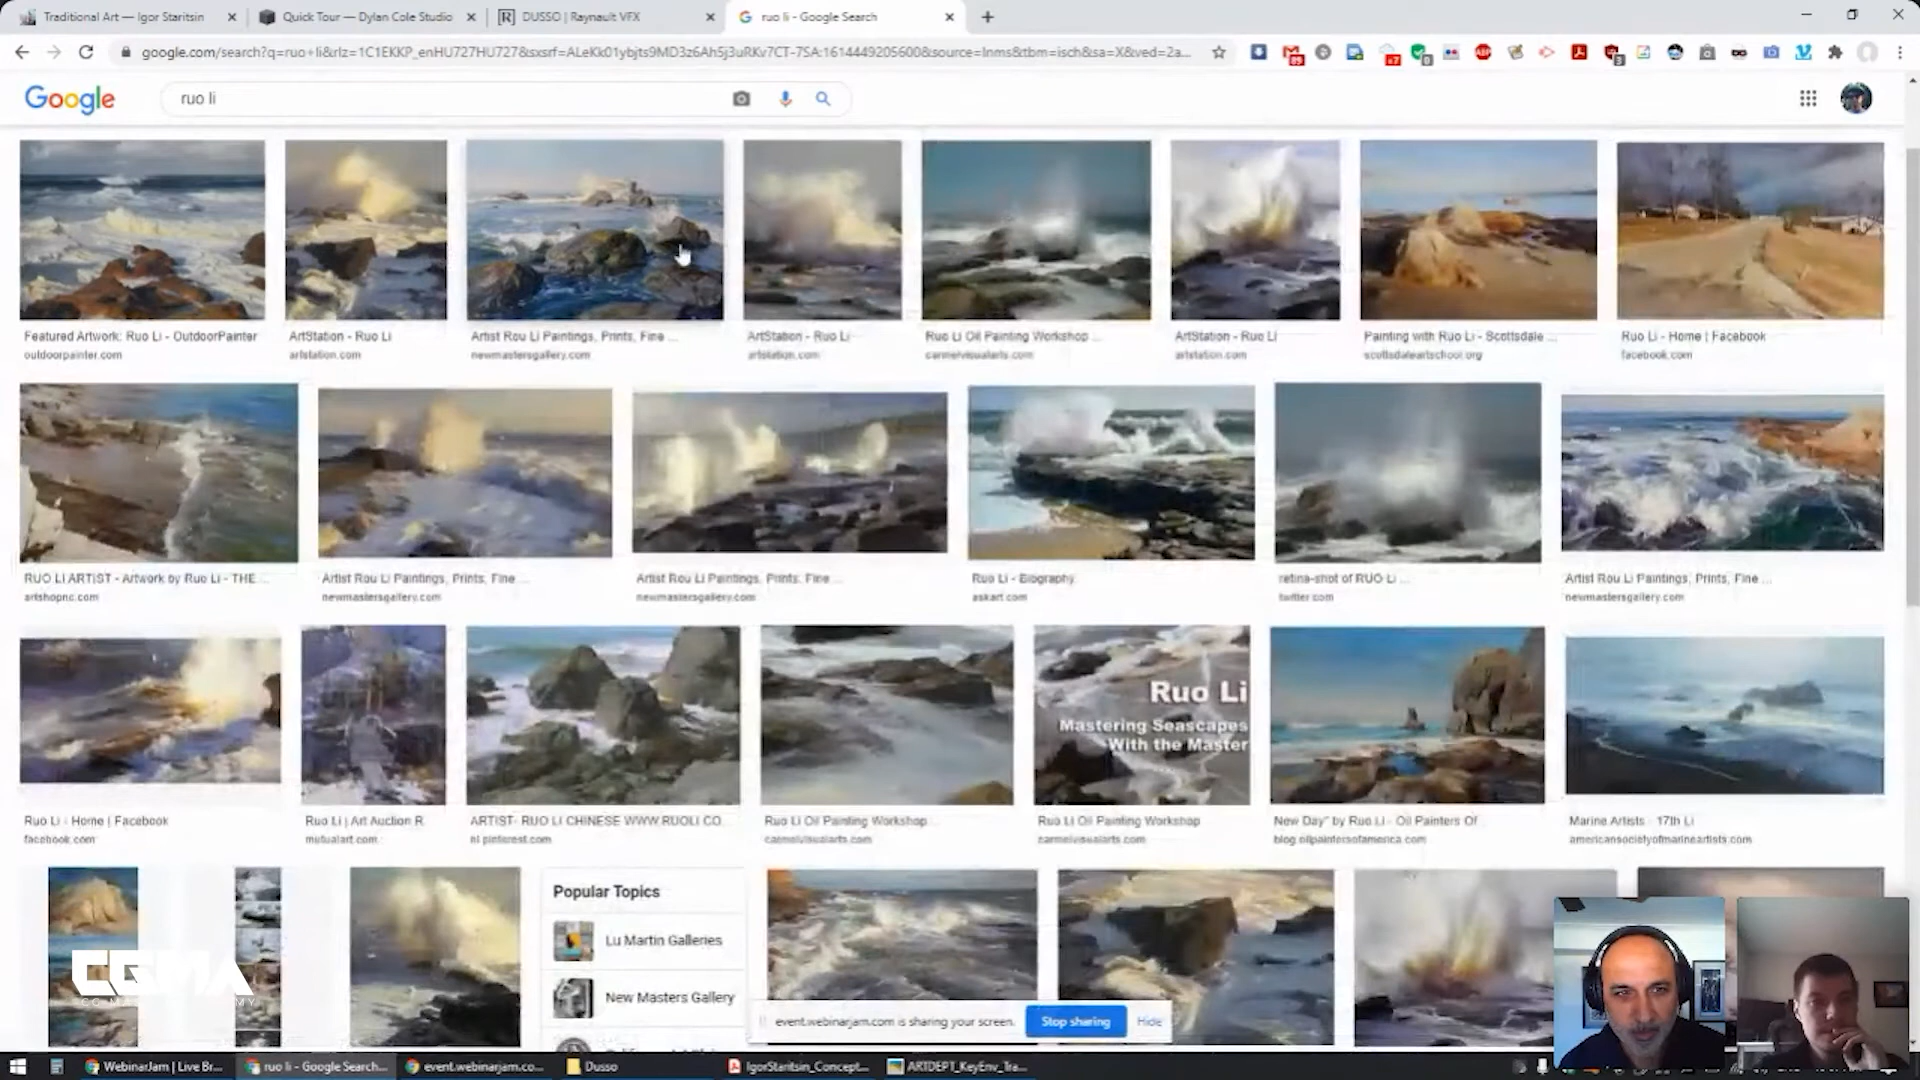 Traditional Art — Igor Staritsin
Quick Tour — Dylan Cole Studio
DUSSO | Raynault VFX
ruo li - Google Search
google.com/search?q=ruo+li&rlz=1C1EKKP_enHU727HU727&sxsrf=ALeKk01ybjts9MD3z6Ah5j3uRKv7CT-7SA:1614449205600&source=lnms&tbm=isch&sa=X&ved=2a...
Google
ruo li
Featured Artwork: Ruo Li - OutdoorPainter
outdoorpainter.com
ArtStation - Ruo Li
artstation.com
Artist Rou Li Paintings, Prints, Fine ...
newmastersgallery.com
ArtStation - Ruo Li
artstation.com
Ruo Li Oil Painting Workshop ...
carmelvisualarts.com
ArtStation - Ruo Li
artstation.com
Painting with Ruo Li - Scottsdale ...
scottsdaleartschool.org
Ruo Li - Home | Facebook
facebook.com
RUO LI ARTIST - Artwork by Ruo Li - THE ...
artshopnc.com
Artist Rou Li Paintings, Prints, Fine ...
newmastersgallery.com
Artist Rou Li Paintings, Prints, Fine ...
newmastersgallery.com
Ruo Li - Biography
askart.com
retina-shot of RUO Li ...
twitter.com
Artist Rou Li Paintings, Prints, Fine ...
newmastersgallery.com
Ruo Li
Mastering Seascapes
With the Master
Ruo Li - Home | Facebook
facebook.com
Ruo Li | Art Auction R
mutualart.com
ARTIST- RUO LI CHINESE WWW.RUOLI.CO...
nl.pinterest.com
Ruo Li Oil Painting Workshop
carmelvisualarts.com
Ruo Li Oil Painting Workshop
carmelvisualarts.com
New Day" by Ruo Li - Oil Painters Of
blog.oilpaintersofamerica.com
Marine Artists - 17th Li
americansocietyofmarineartists.com
Popular Topics
Lu Martin Galleries
New Masters Gallery
CGMA
event.webinarjam.com is sharing your screen.
Stop sharing
Hide
WebinarJam | Live Br...
ruo li - Google Search...
event.webinarjam.co...
Dusso
IgorStaritsin_Concept...
ARTDEPT_KeyEnv_Tra...